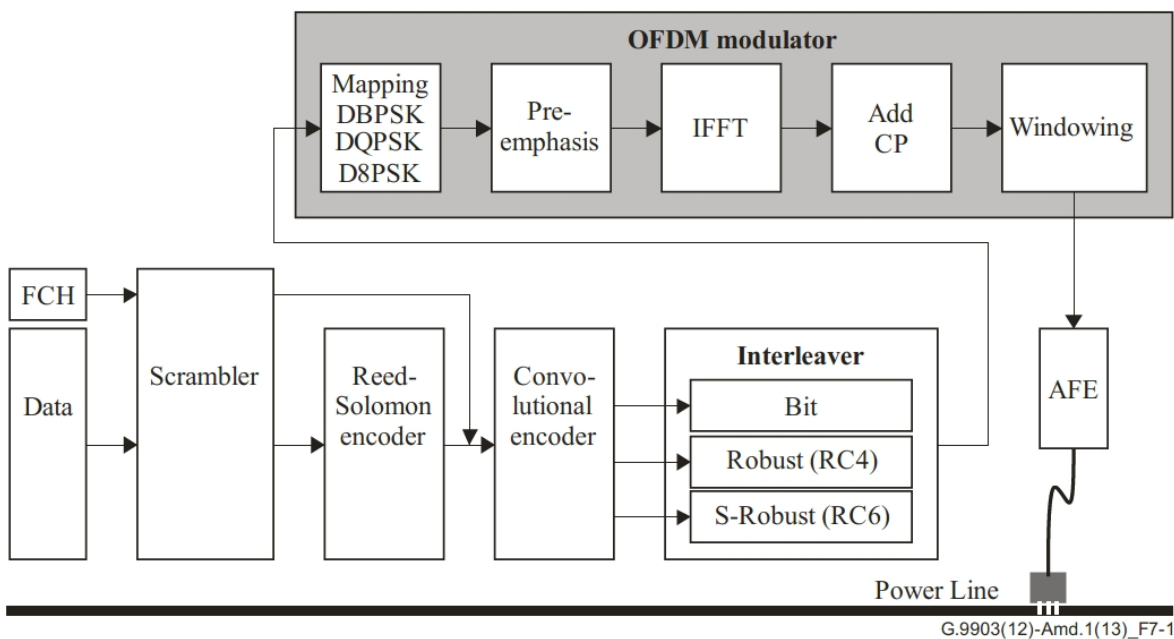 OFDM modulator
Mapping
DBPSK
DQPSK
D8PSK
Pre-
emphasis
IFFT
Add
CP
Windowing
FCH
Data
Scrambler
Reed-
Solomon
encoder
Convo-
lutional
encoder
Interleaver
Bit
Robust (RC4)
S-Robust (RC6)
AFE
Power Line
G.9903(12)-Amd.1(13)_F7-1